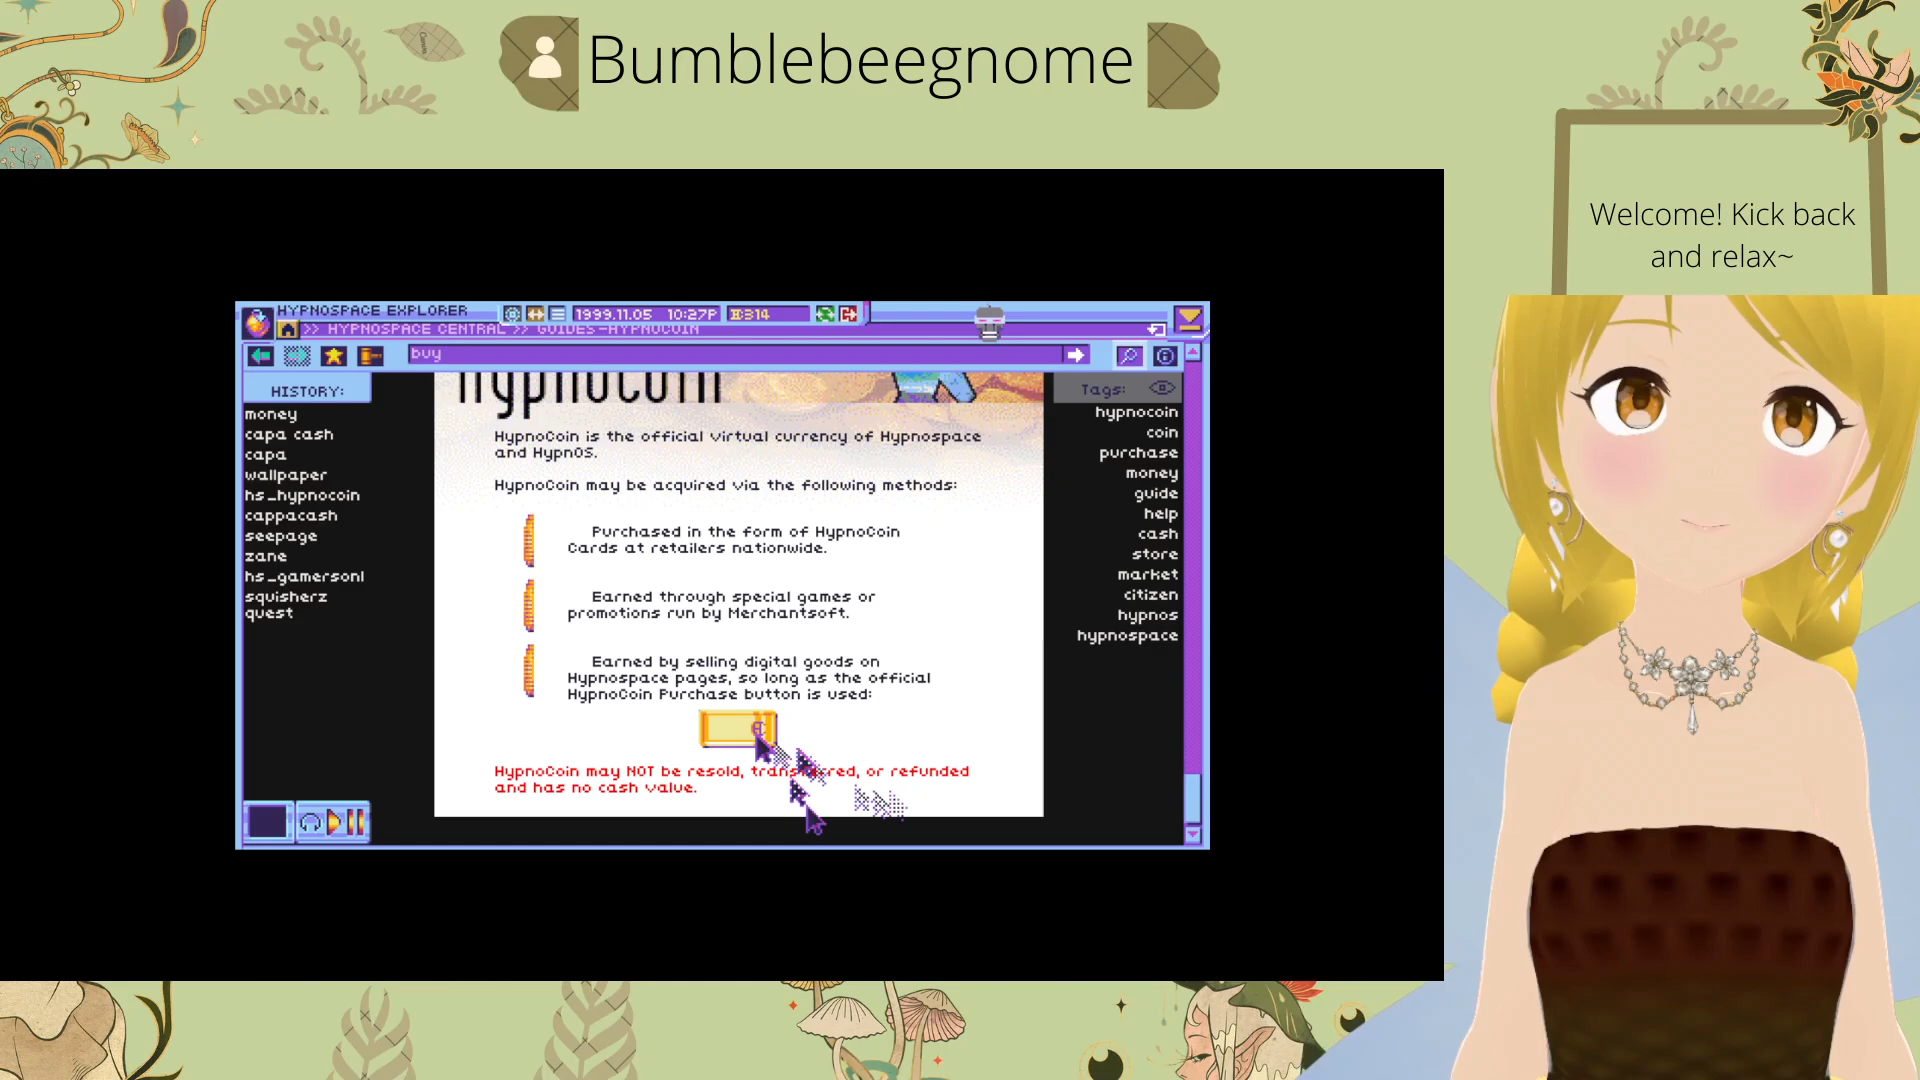 Bumblebeegnome
Welcome! Kick back
and relax~
HYPNOSPACE EXPLORER
1999.11.05 10:27P
314
>> HYPNOSPACE CENTRAL >> GUIDES-HYPNOCOIN
buy
HISTORY:
money
capa cash
capa
wallpaper
hs_hypnocoin
cappacash
seepage
zane
hs_gamersonl
squisherz
quest
HypnoCoin
HypnoCoin is the official virtual currency of Hypnospace
and HypnOS.
HypnoCoin may be acquired via the following methods:
Purchased in the form of HypnoCoin
Cards at retailers nationwide.
Earned through special games or
promotions run by Merchantsoft.
Earned by selling digital goods on
Hypnospace pages, so long as the official
HypnoCoin Purchase button is used:
HypnoCoin may NOT be resold, transferred, or refunded
and has no cash value.
Tags:
hypnocoin
coin
purchase
money
guide
help
cash
store
market
citizen
hypnos
hypnospace